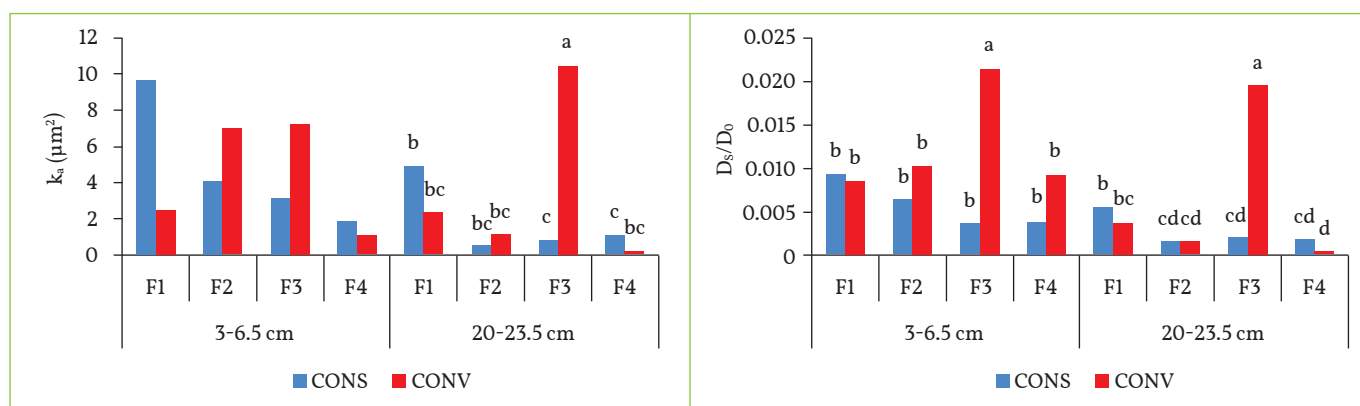 kₐ (µm²)
12
10
8
6
4
2
0
b
bc
bc
bc
c
a
c
bc
F1 F2 F3 F4 F1 F2 F3 F4
3-6.5 cm 20-23.5 cm
CONS CONV
Dₛ/D₀
0.025
0.020
0.015
0.010
0.005
0
b
b
b
b
b
a
b
b
b
bc
cd
cd
cd
a
cd
d
F1 F2 F3 F4 F1 F2 F3 F4
3-6.5 cm 20-23.5 cm
CONS CONV